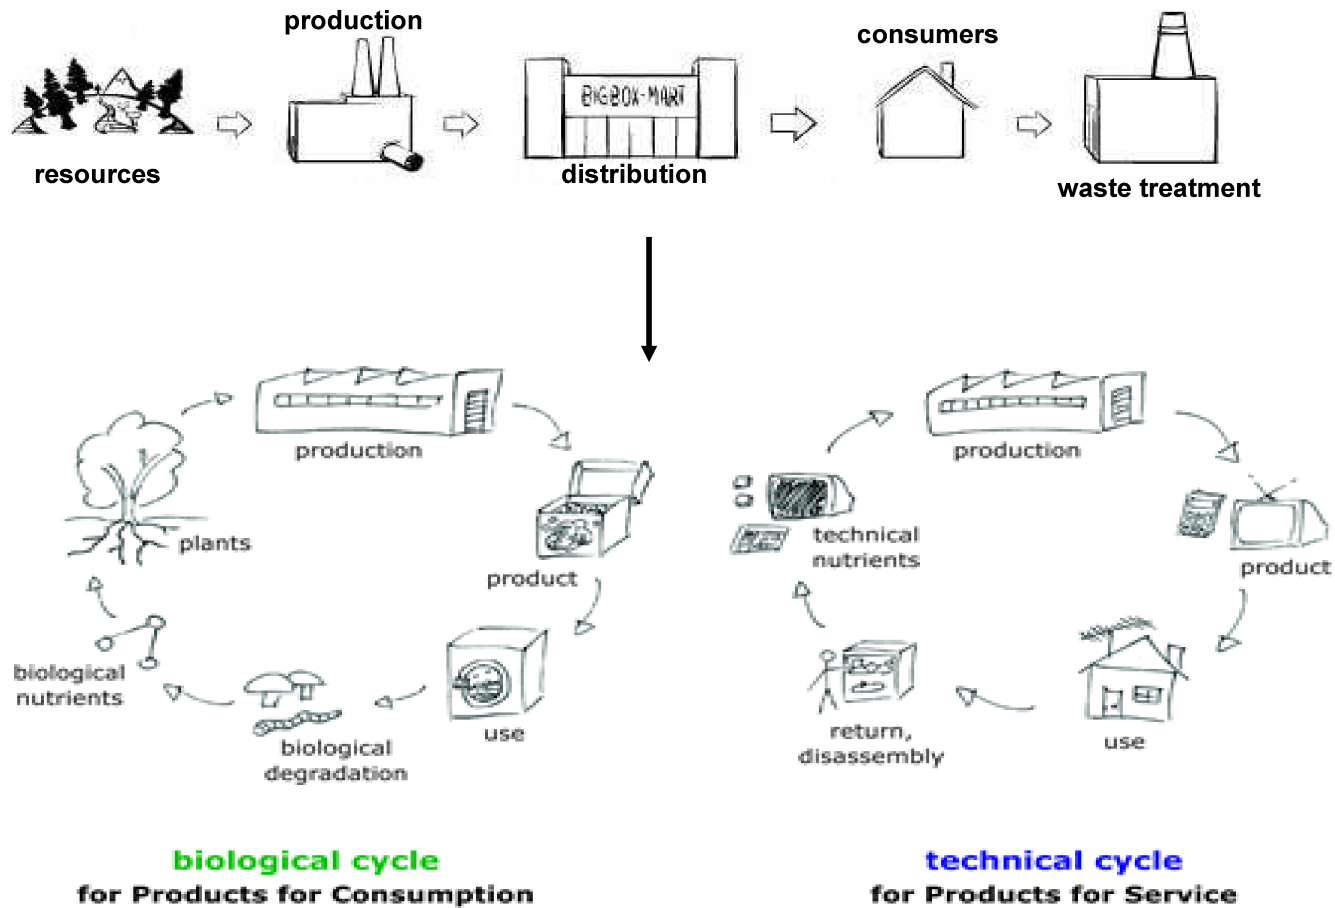 production
consumers
BIGBOX-MART
resources
distribution
waste treatment
production
production
plants
technical
nutrients
product
product
biological
nutrients
use
biological
degradation
return,
disassembly
use
biological cycle
for Products for Consumption
technical cycle
for Products for Service